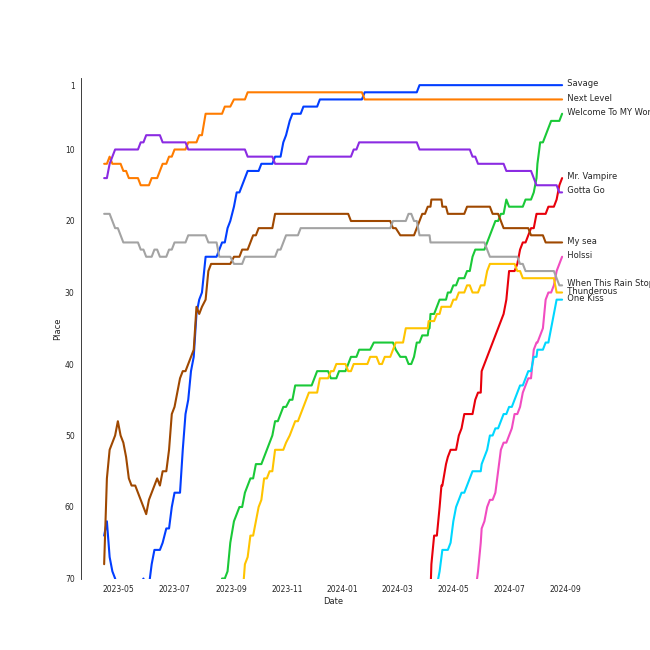 1
10
20
30
40
50
60
70
Place
2023-05
2023-07
2023-09
2023-11
2024-01
2024-03
2024-05
2024-07
2024-09
Date
Savage
Next Level
Welcome To MY Wor
Mr. Vampire
Gotta Go
My sea
Holssi
When This Rain Stop
Thunderous
One Kiss